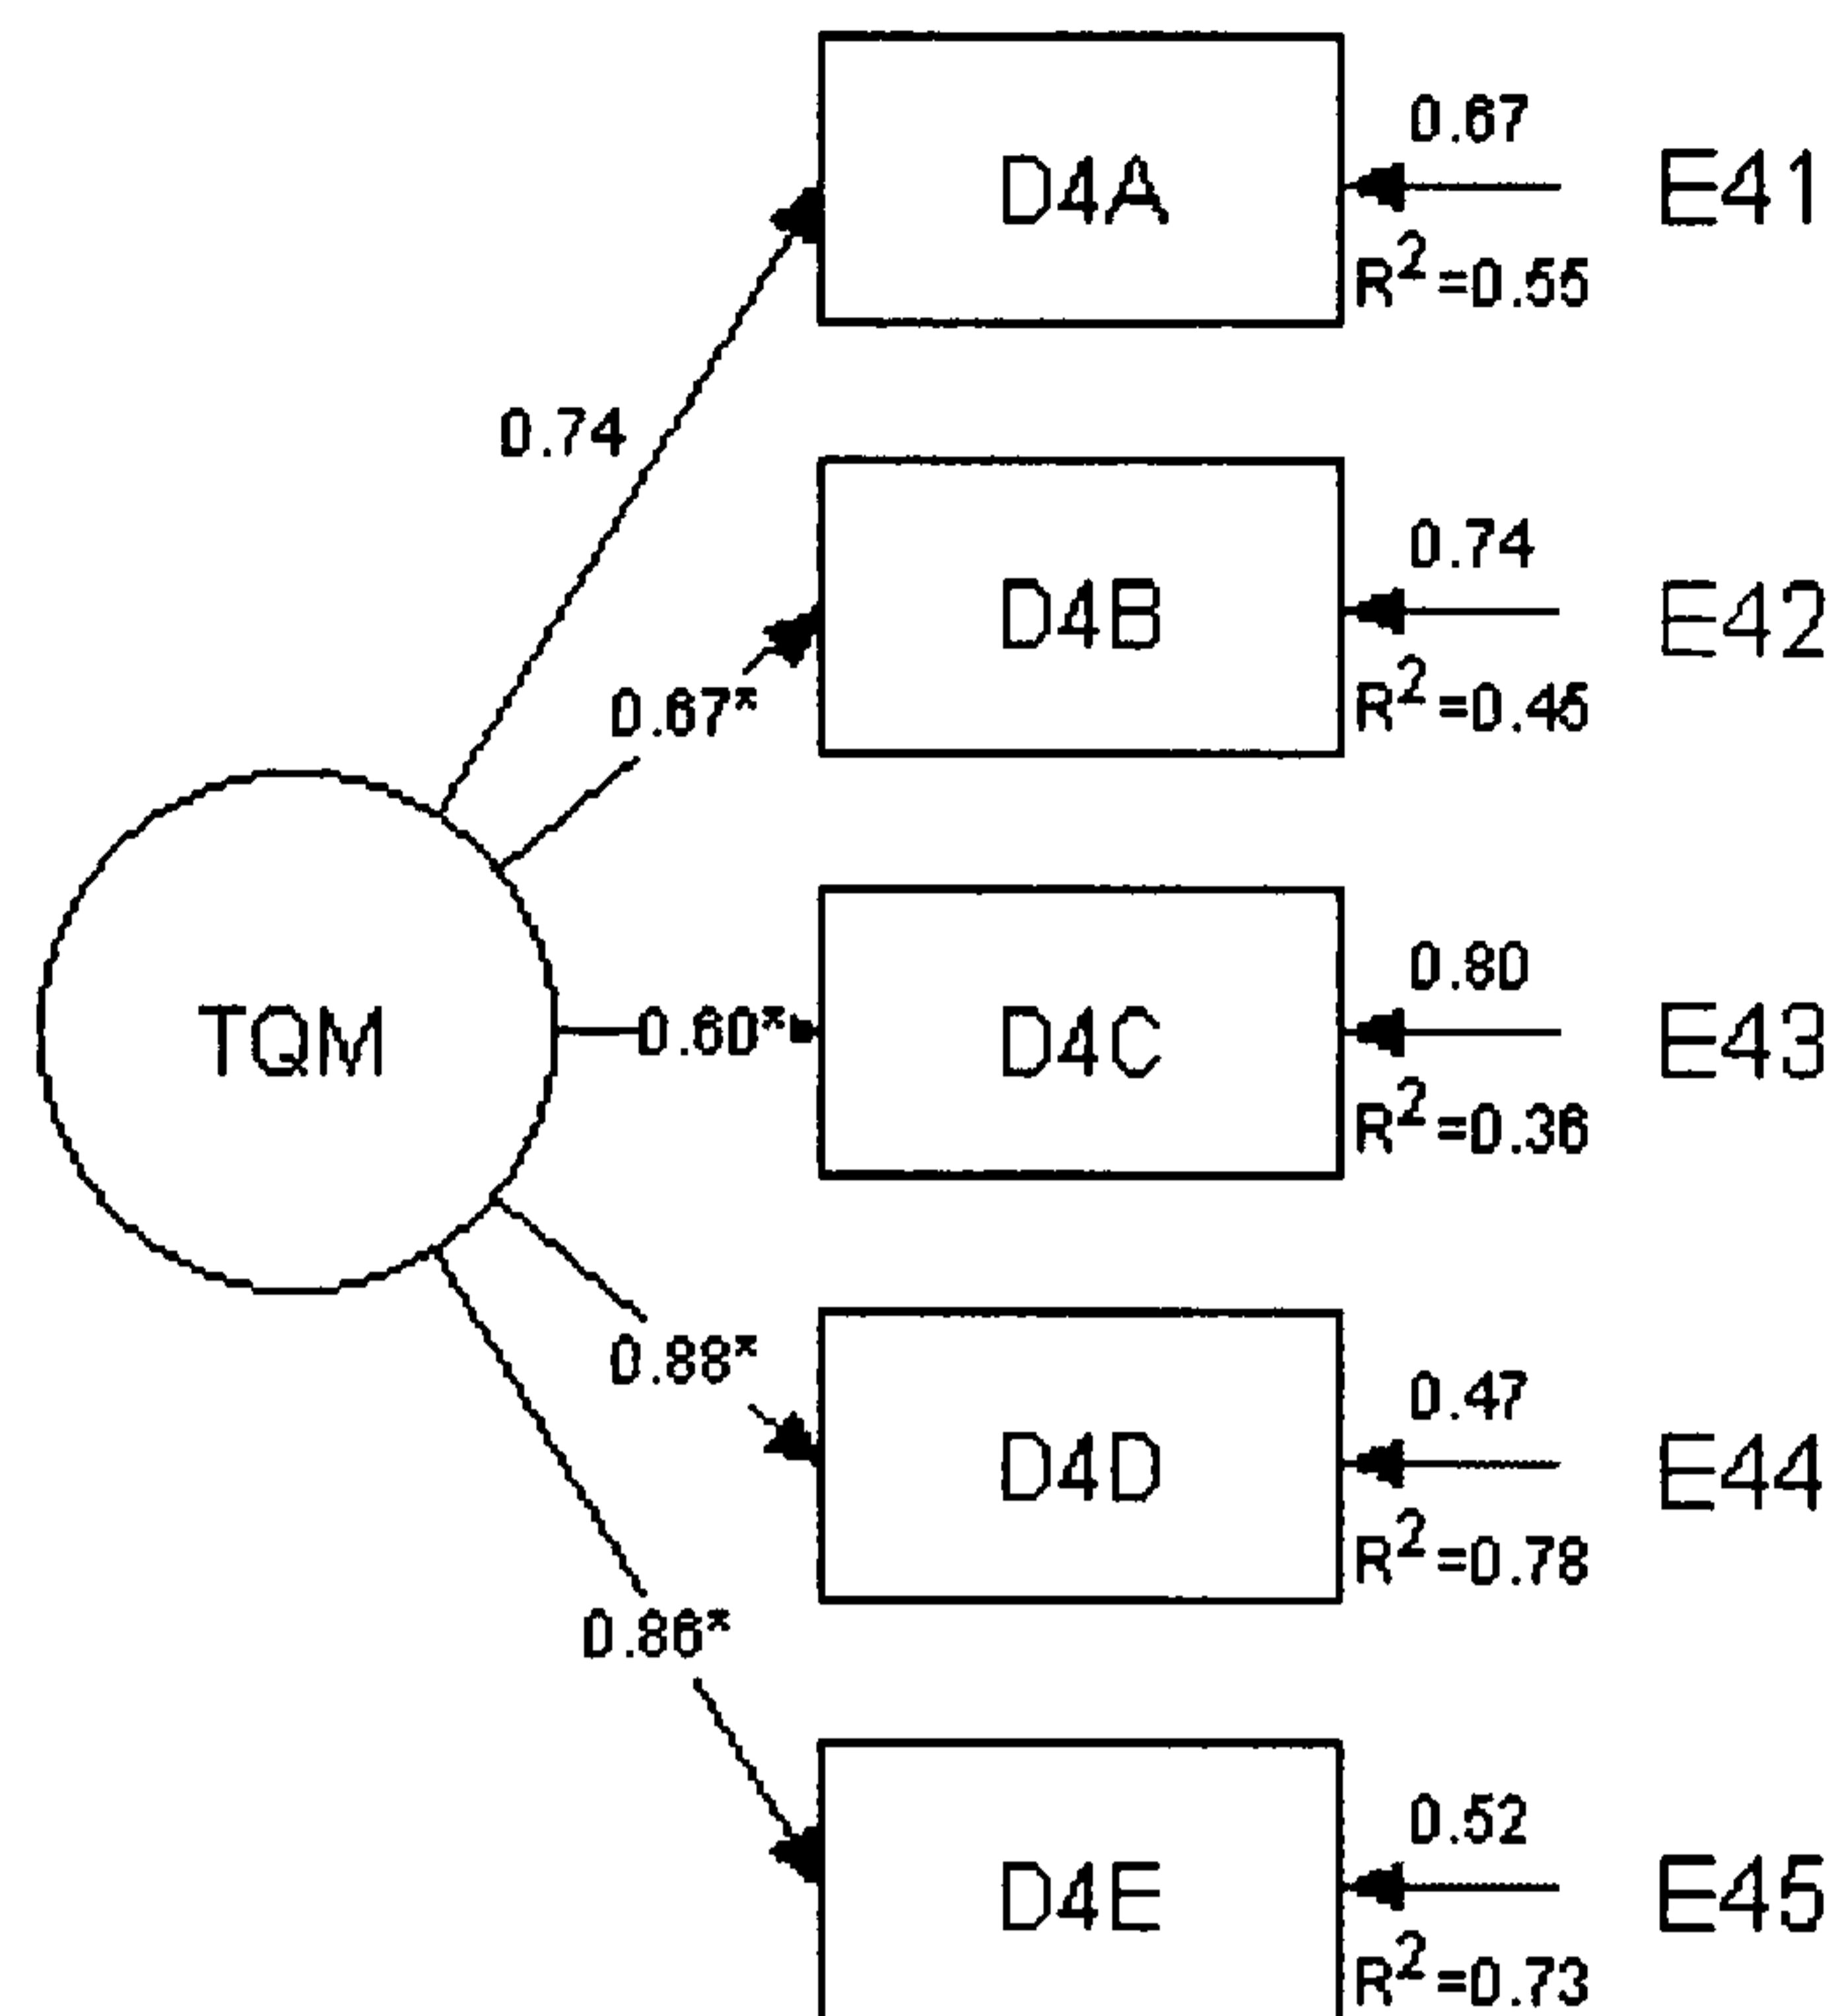 0.67
D4A
E41
R²=0.55
0.74
0.74
D4B
E42
0.67*
R²=0.45
0.80
TQM
0.60*
D4C
E43
R²=0.36
0.88*
0.47
D4D
E44
R²=0.78
0.86*
0.52
D4E
E45
R²=0.73